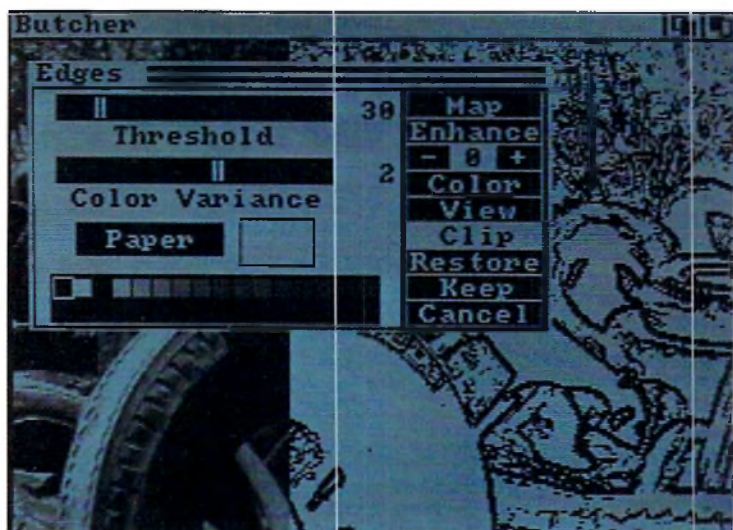 Butcher
Edges
30
Threshold
2
Color Variance
Paper
Map
Enhance
- 0 +
Color
View
Clip
Restore
Keep
Cancel